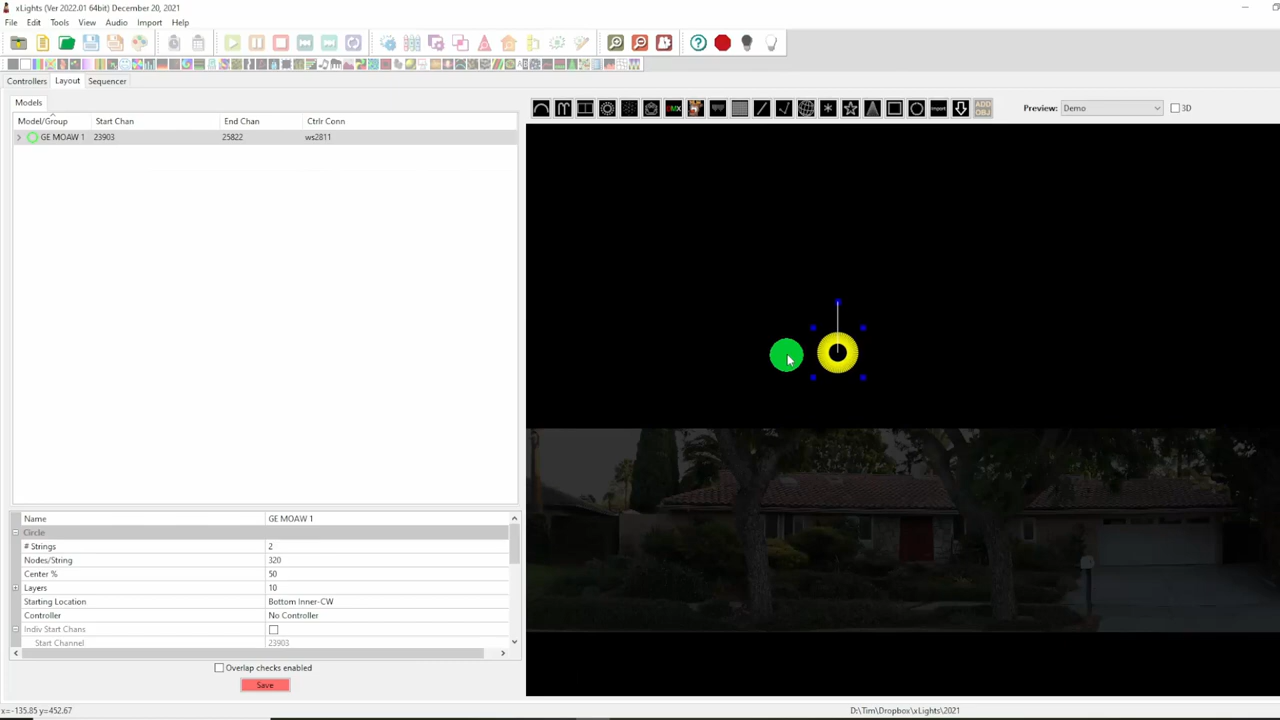 xLights (Ver 2022.01 64bit) December 20, 2021
File Edit Tools View Audio Import Help
Controllers Layout Sequencer
Models
Preview: Demo 3D
Model/Group Start Chan End Chan Ctrlr Conn
GE MOAW 1 23903 25822 ws2811
Name GE MOAW 1
Circle
# Strings 2
Nodes/String 320
Center % 50
Layers 10
Starting Location Bottom Inner-CW
Controller No Controller
Indiv Start Chans
Start Channel 23903
Overlap checks enabled
Save
x=-135.85 y=452.67 D:\Tim\Dropbox\xLights\2021
ADD OBJ